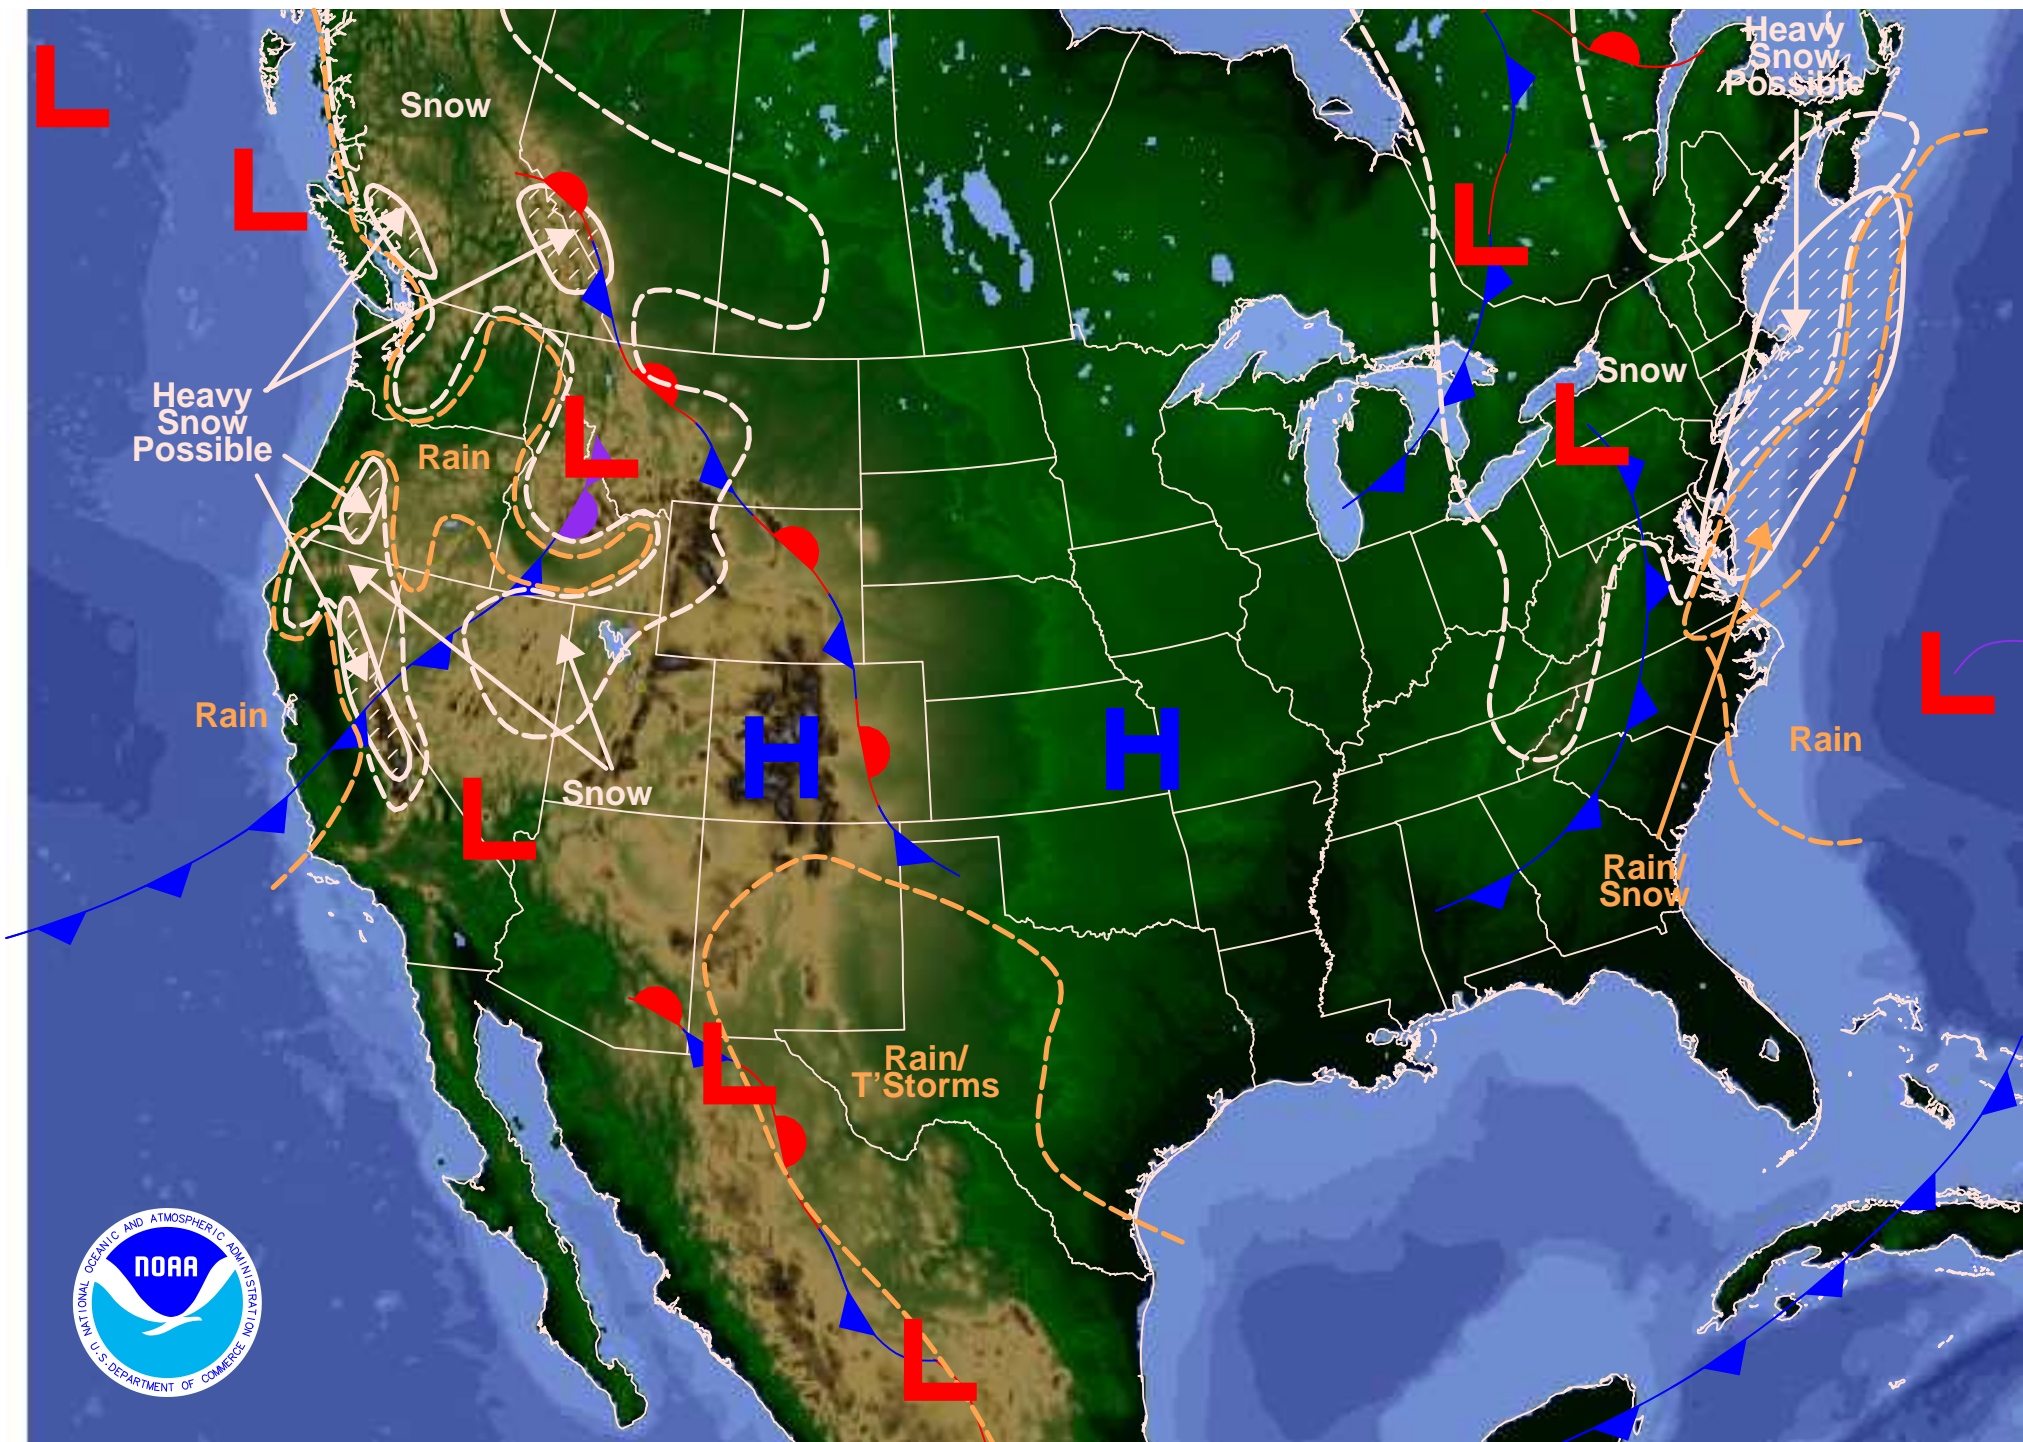 Heavy
Snow
Possible
L
Snow
L
L
Snow
Heavy
Snow
Possible
L
L
Rain
L
Rain
H
H
Rain
Snow
L
Rain/
Snow
L
Rain/
T'Storms
NATIONAL OCEANIC AND ATMOSPHERIC ADMINISTRATION
NOAA
U.S. DEPARTMENT OF COMMERCE
L